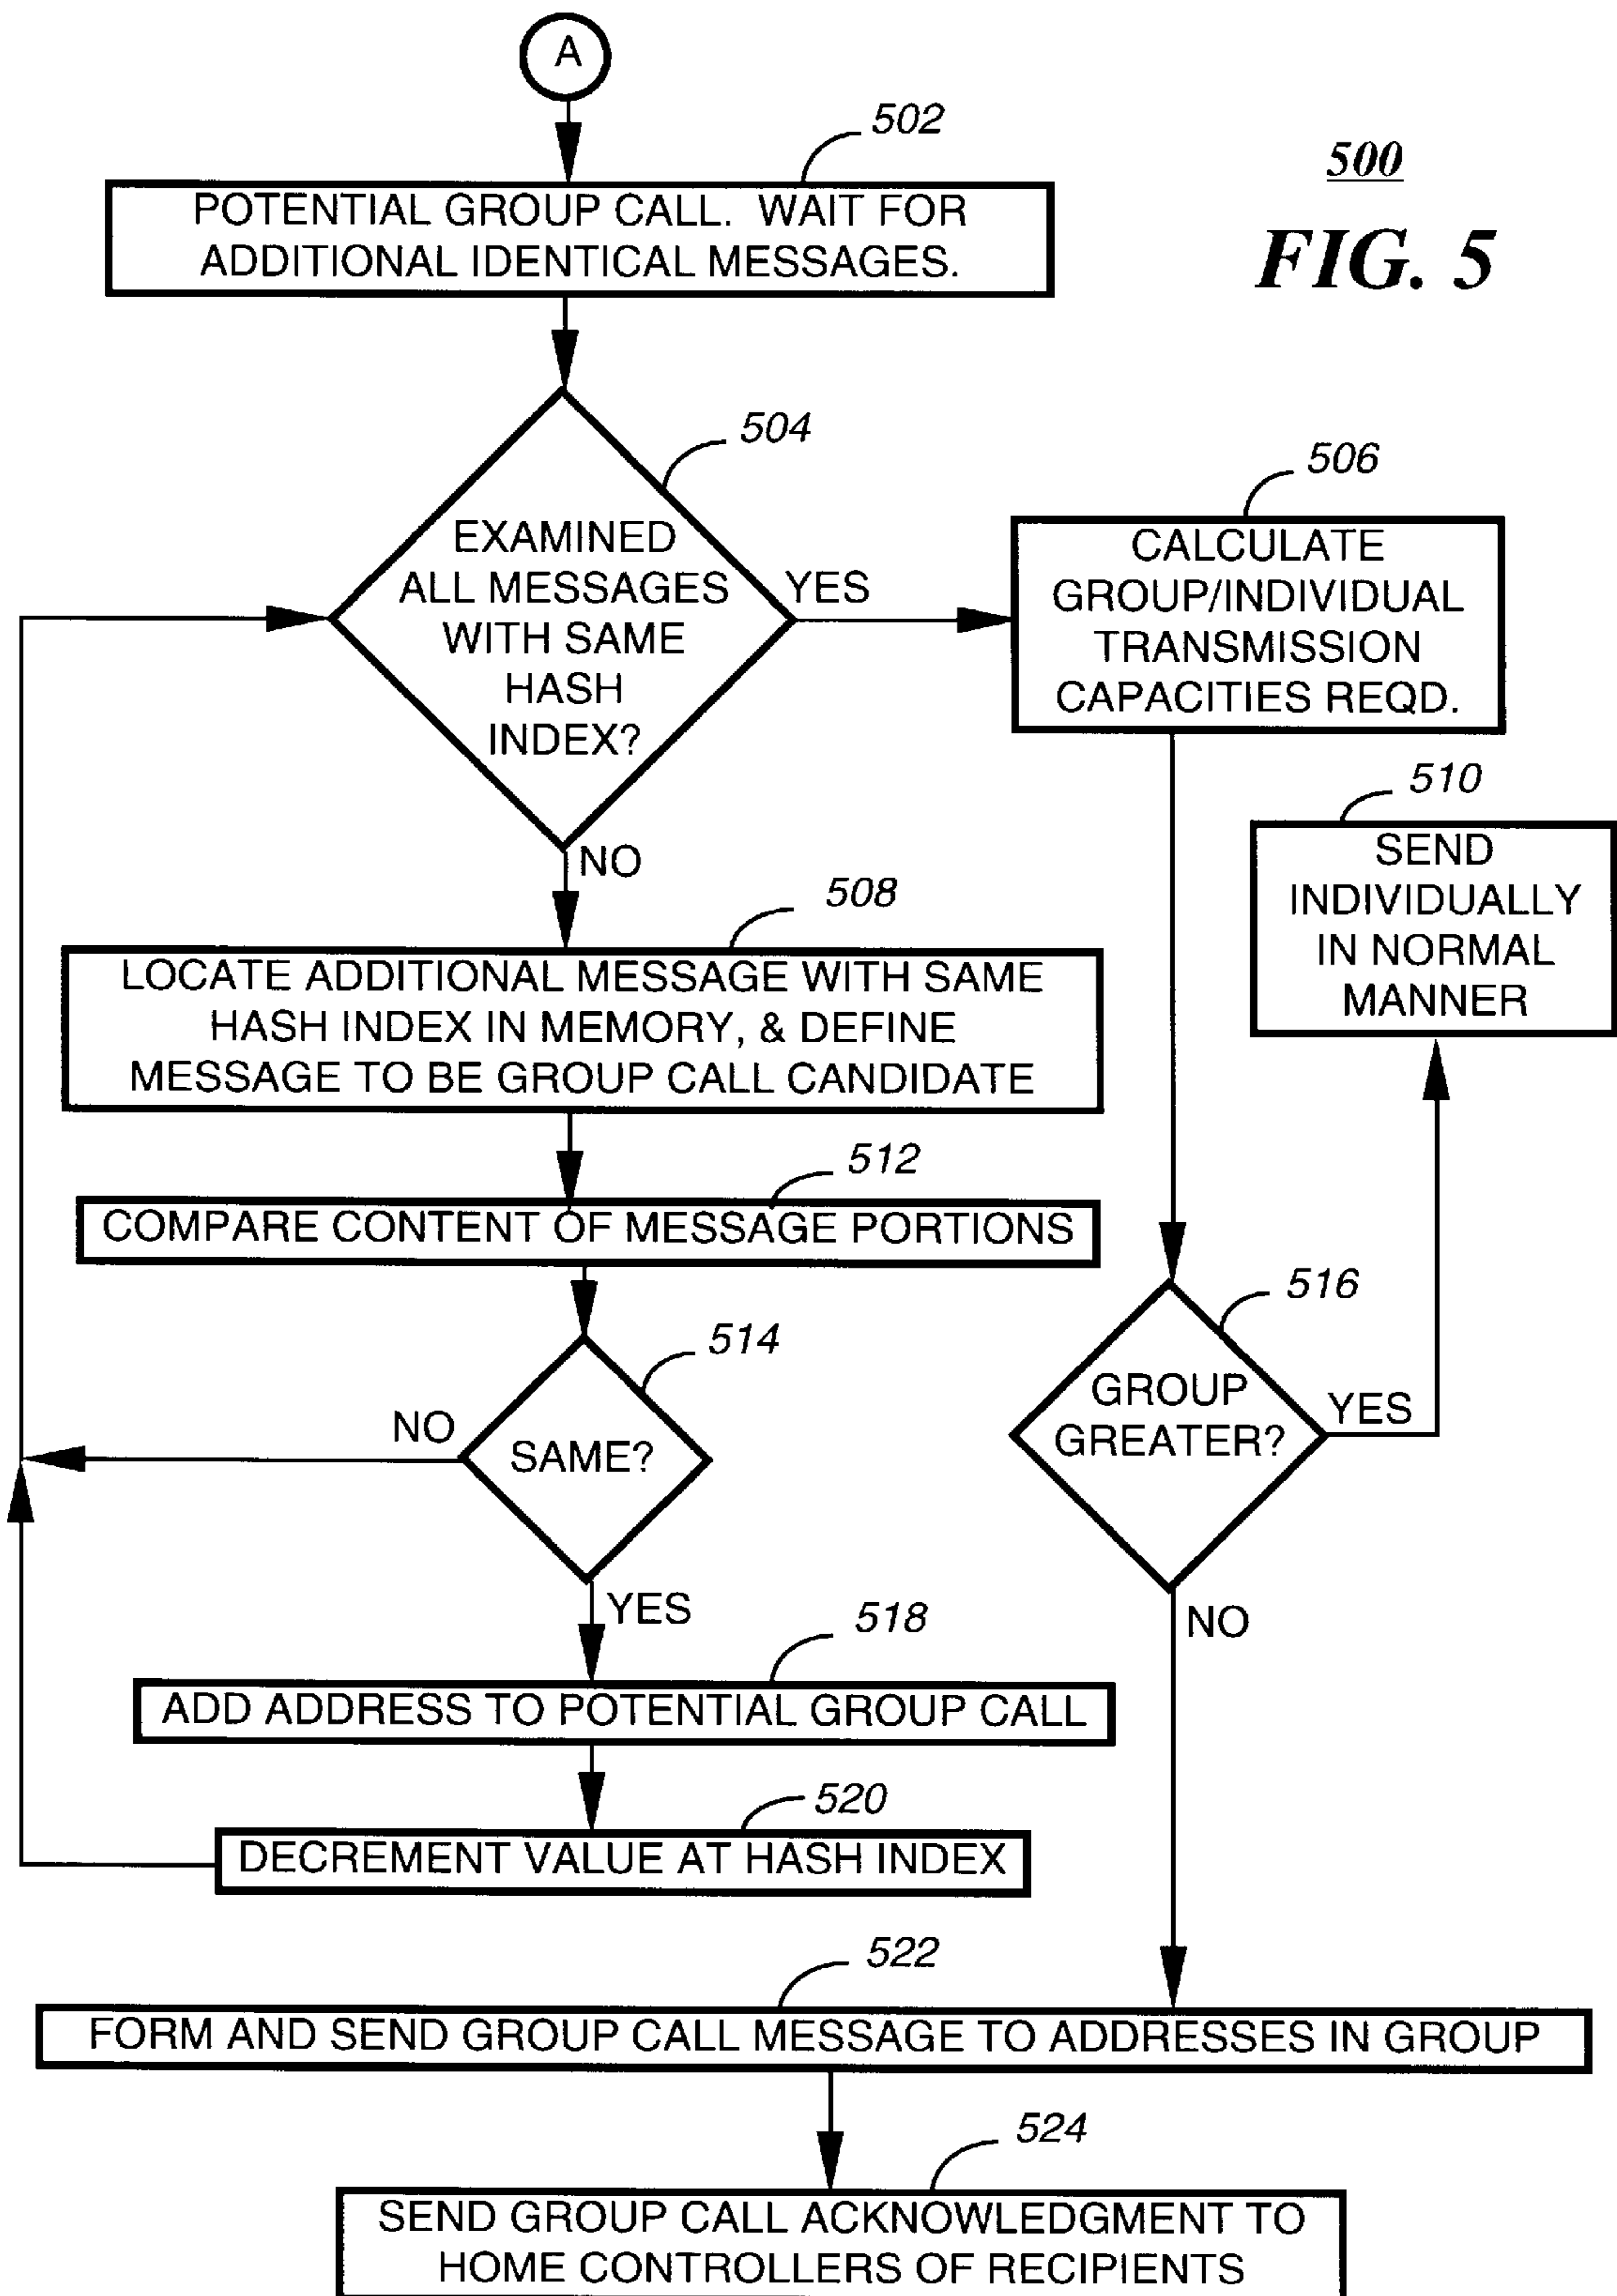 A
502
500
FIG. 5
POTENTIAL GROUP CALL. WAIT FOR
ADDITIONAL IDENTICAL MESSAGES.
504
EXAMINED
ALL MESSAGES
WITH SAME
HASH
INDEX?
YES
NO
506
CALCULATE
GROUP/INDIVIDUAL
TRANSMISSION
CAPACITIES REQD.
510
SEND
INDIVIDUALLY
IN NORMAL
MANNER
508
LOCATE ADDITIONAL MESSAGE WITH SAME
HASH INDEX IN MEMORY, & DEFINE
MESSAGE TO BE GROUP CALL CANDIDATE
512
COMPARE CONTENT OF MESSAGE PORTIONS
514
SAME?
NO
YES
516
GROUP
GREATER?
YES
NO
518
ADD ADDRESS TO POTENTIAL GROUP CALL
520
DECREMENT VALUE AT HASH INDEX
522
FORM AND SEND GROUP CALL MESSAGE TO ADDRESSES IN GROUP
524
SEND GROUP CALL ACKNOWLEDGMENT TO
HOME CONTROLLERS OF RECIPIENTS